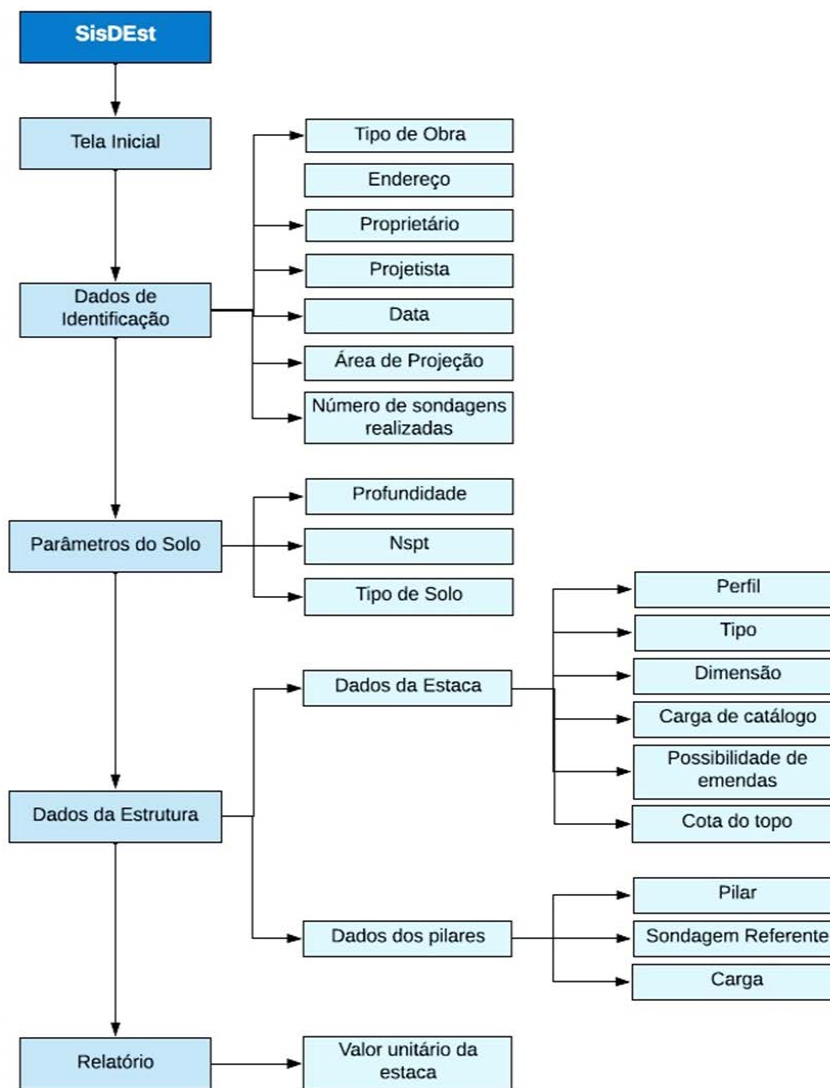 SisDEst
Tela Inicial
Tipo de Obra
Endereço
Proprietário
Projetista
Dados de
Identificação
Data
Área de Projeção
Número de sondagens
realizadas
Profundidade
Parâmetros do Solo
Nspt
Tipo de Solo
Perfil
Tipo
Dados da Estaca
Dimensão
Carga de catálogo
Possibilidade de
emendas
Dados da Estrutura
Cota do topo
Pilar
Dados dos pilares
Sondagem Referente
Carga
Relatório
Valor unitário da
estaca